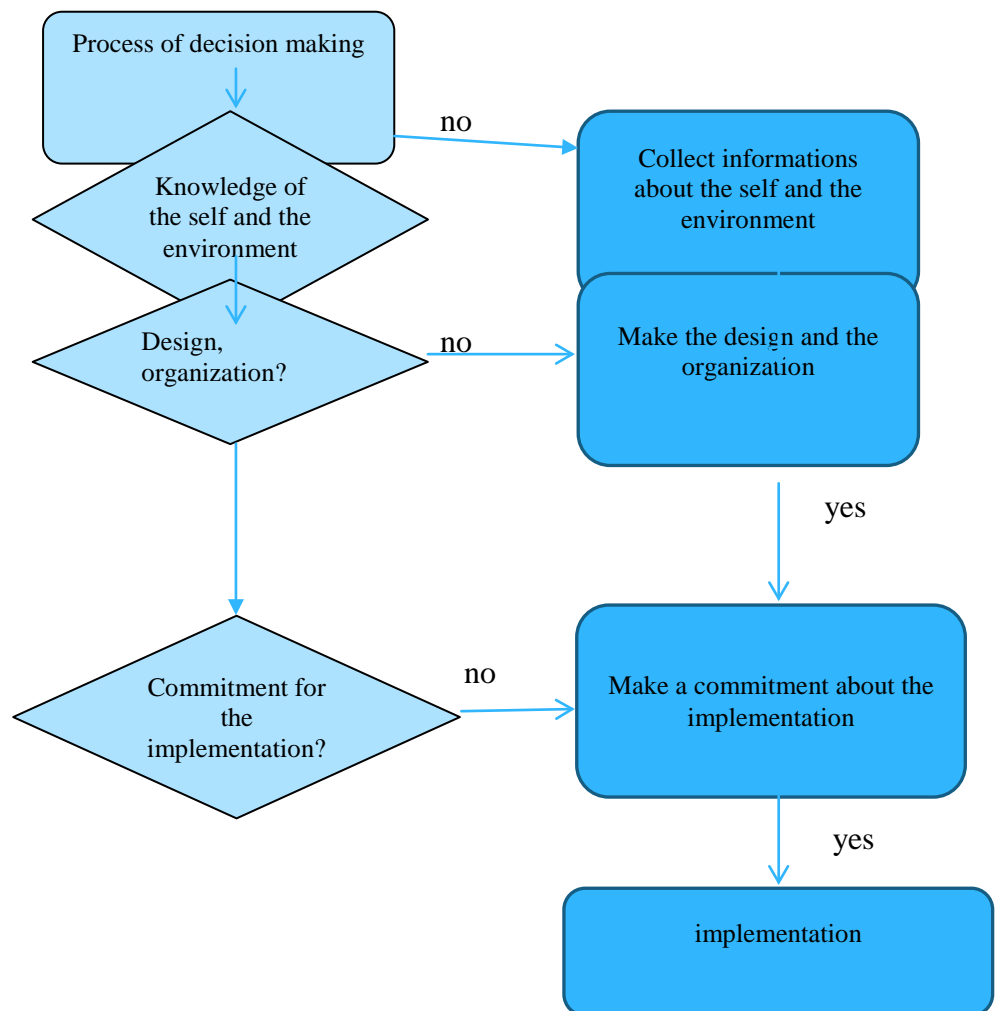 Process of decision making
no
Collect informations
about the self and the
environment
Knowledge of
the self and the
environment
Design,
organization?
no
Make the design and the
organization
yes
Commitment for
the
implementation?
no
Make a commitment about the
implementation
yes
implementation